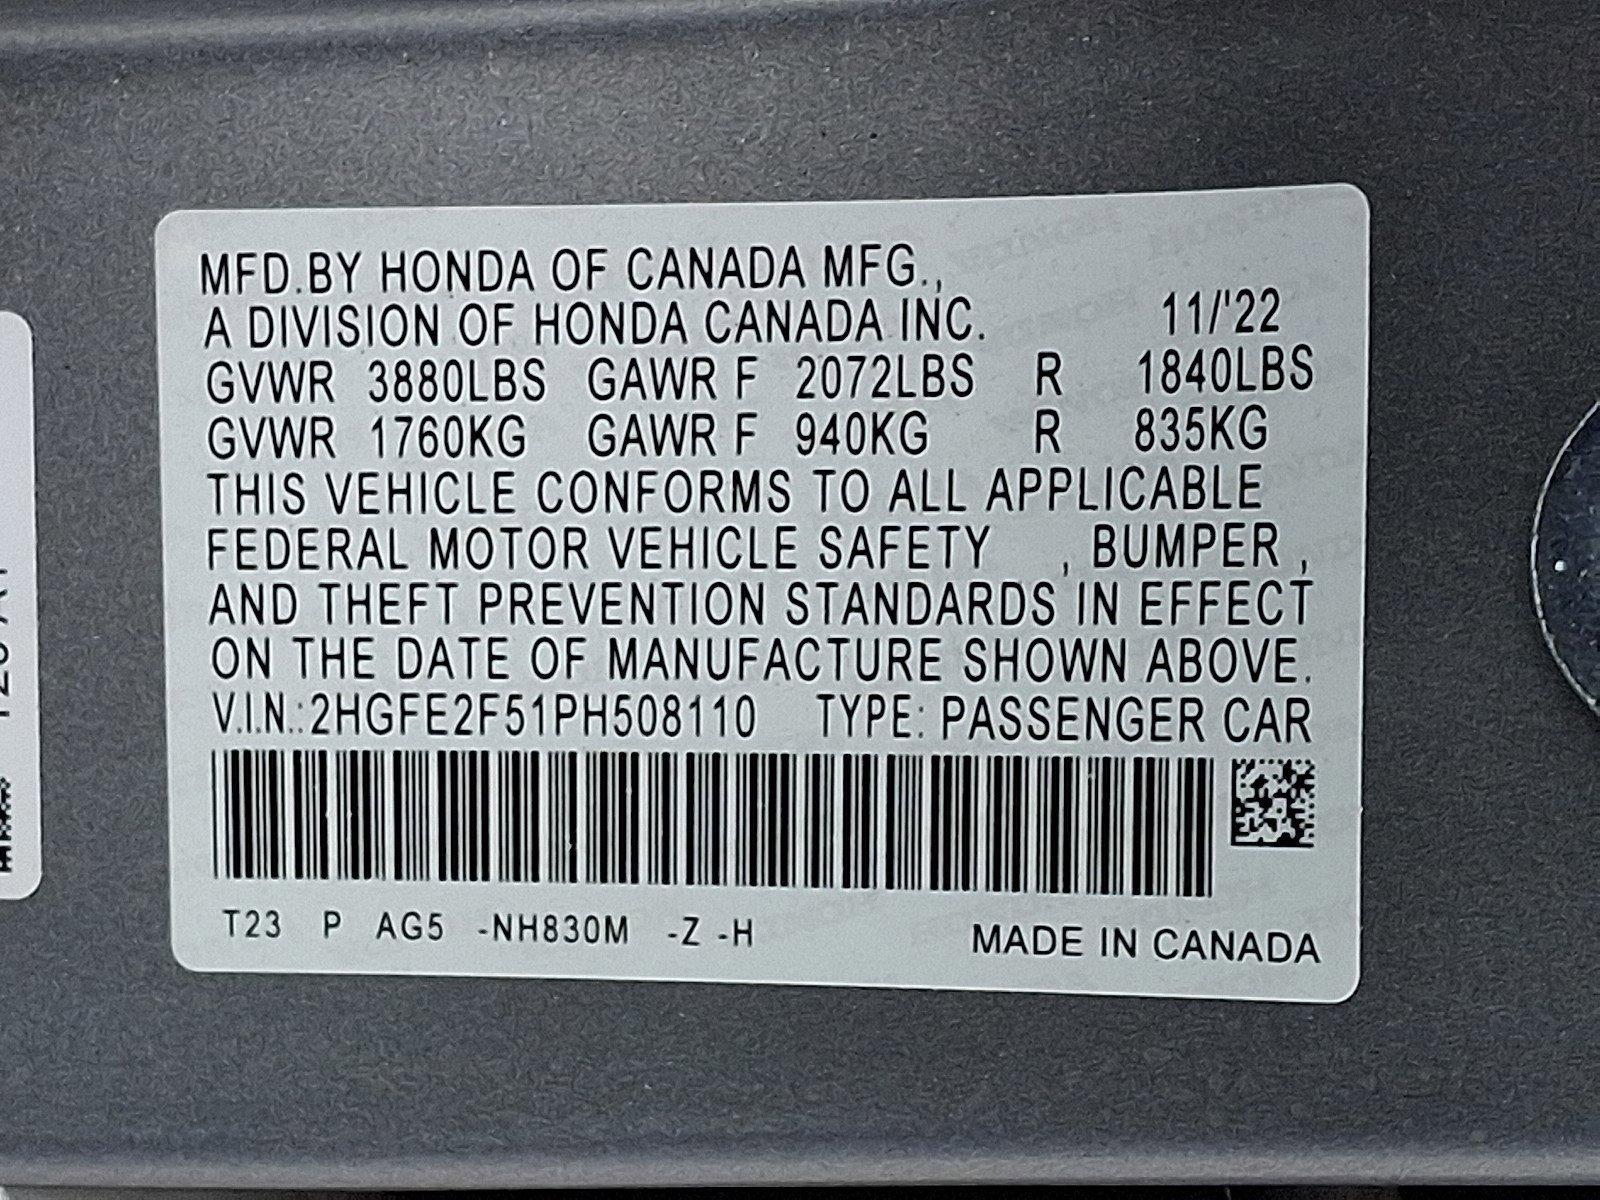 MFD.BY HONDA OF CANADA MFG.,
A DIVISION OF HONDA CANADA INC. 11/'22
GVWR 3880LBS GAWR F 2072LBS R 1840LBS
GVWR 1760KG GAWR F 940KG R 835KG
THIS VEHICLE CONFORMS TO ALL APPLICABLE
FEDERAL MOTOR VEHICLE SAFETY , BUMPER ,
AND THEFT PREVENTION STANDARDS IN EFFECT
ON THE DATE OF MANUFACTURE SHOWN ABOVE.
V.I.N.:2HGFE2F51PH508110 TYPE: PASSENGER CAR
T23 P AG5 -NH830M -Z -H
MADE IN CANADA